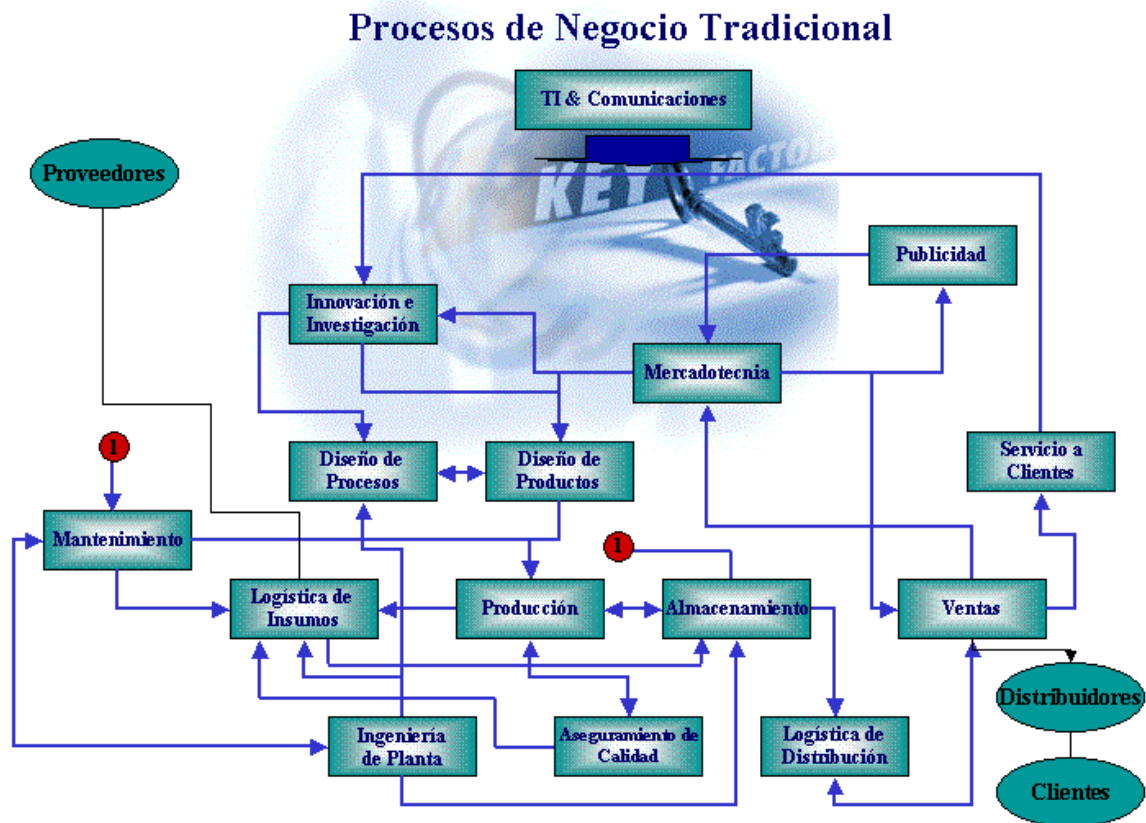 Procesos de Negocio Tradicional
TI & Comunicaciones
Proveedores
KEY FACTOR
Publicidad
Innovación e
Investigación
Mercadotecnia
1
Diseño de
Procesos
Diseño de
Productos
Servicio a
Clientes
Mantenimiento
1
Logística de
Insumos
Producción
Almacenamiento
Ventas
Distribuidores
Ingeniería
de Planta
Aseguramiento de
Calidad
Logística de
Distribución
Clientes